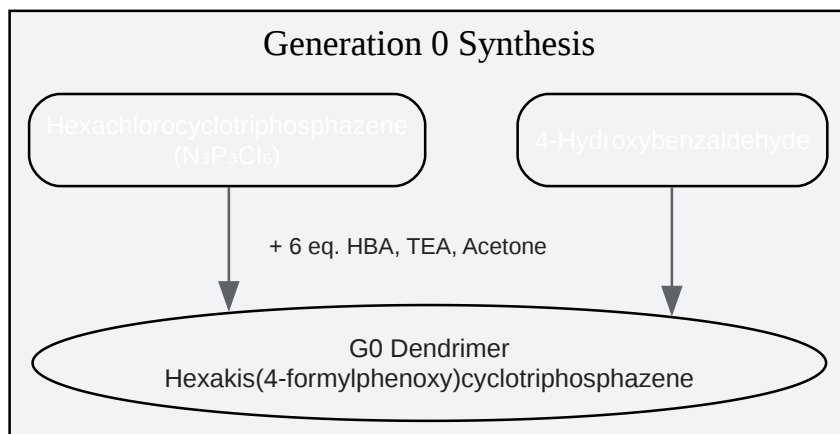 Generation 0 Synthesis
Hexachlorocyclotriphosphazene
(N₃P₃Cl₆)
4-Hydroxybenzaldehyde
+ 6 eq. HBA, TEA, Acetone
G0 Dendrimer
Hexakis(4-formylphenoxy)cyclotriphosphazene